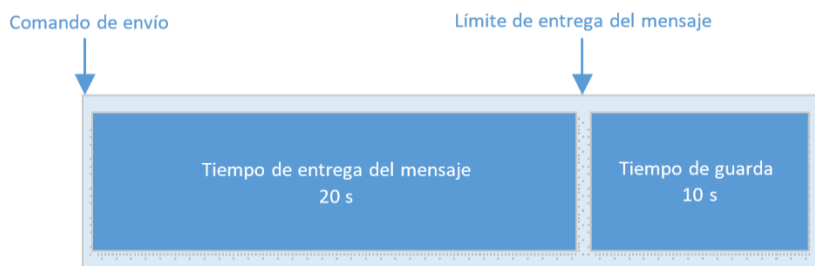 Comando de envío
Límite de entrega del mensaje
Tiempo de entrega del mensaje
20 s
Tiempo de guarda
10 s